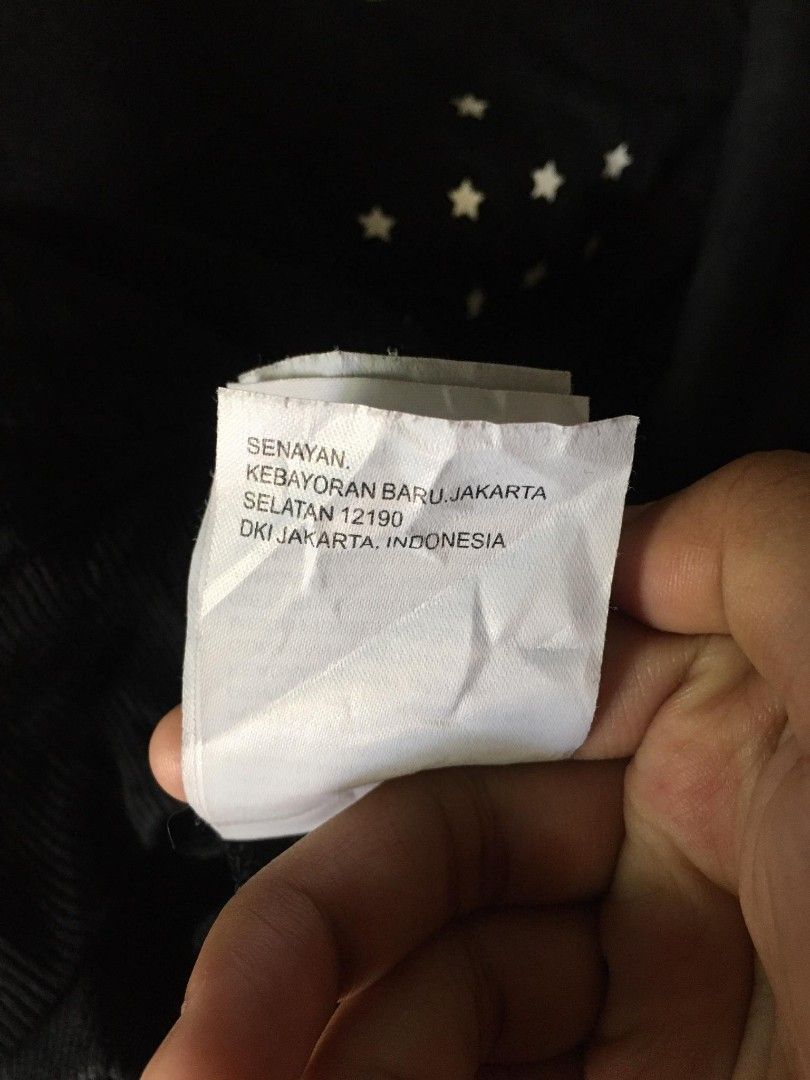 SENAYAN.
KEBAYORAN BARU.JAKARTA
SELATAN 12190
DKI JAKARTA. INDONESIA